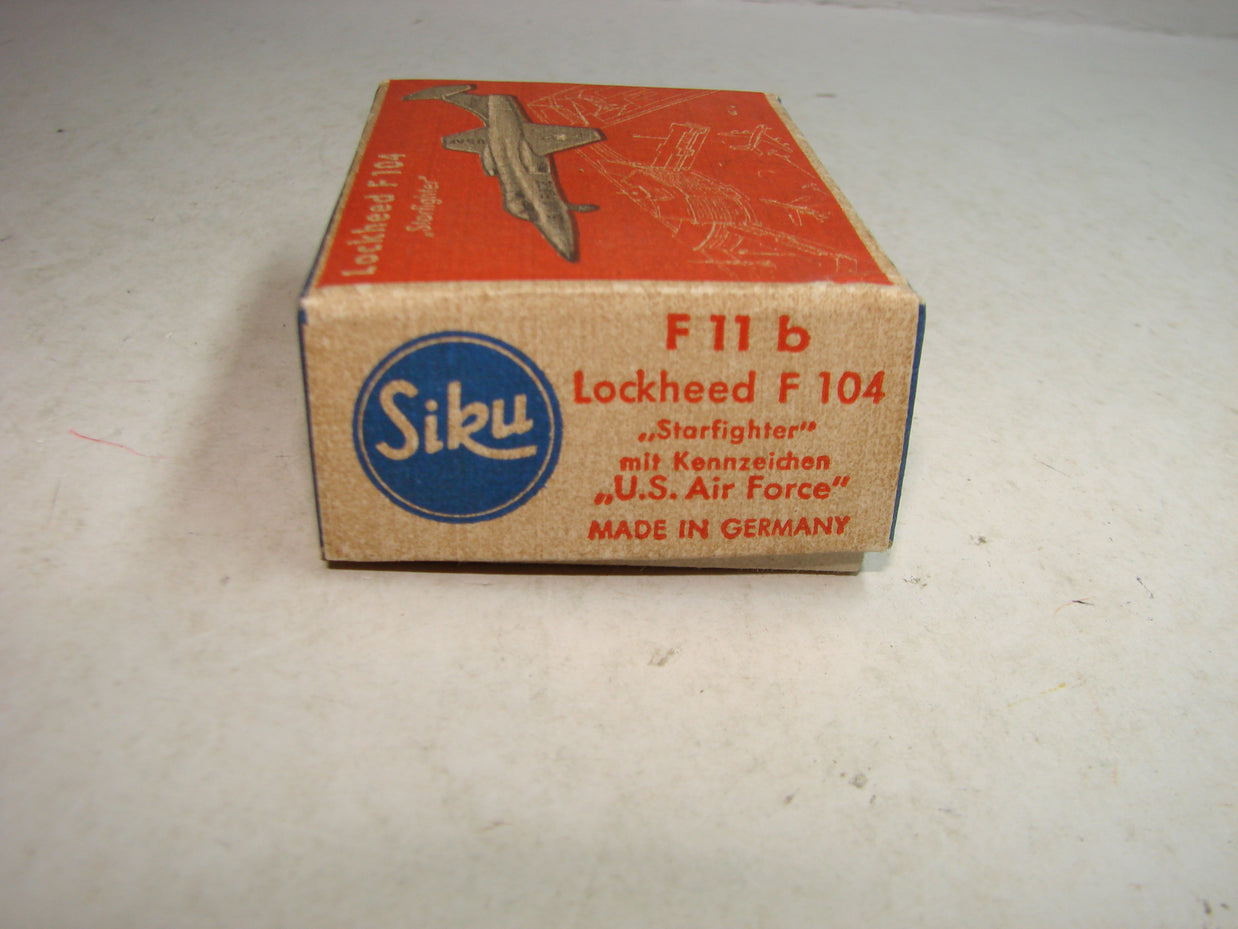 Lockheed F 104
„Starfighter"
Siku
F 11 b
Lockheed F 104
„Starfighter"
mit Kennzeichen
„U.S. Air Force"
MADE IN GERMANY